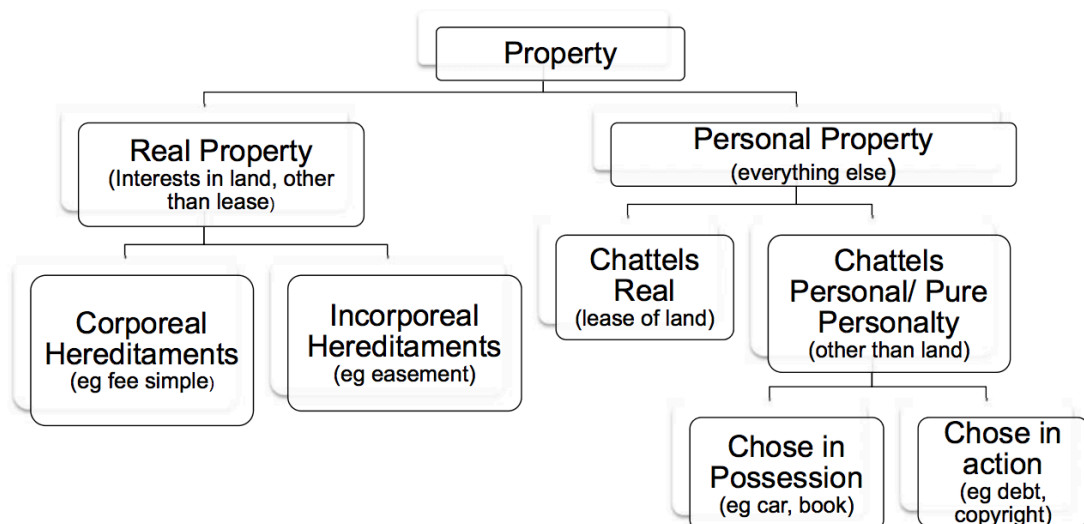 Property
Real Property
(Interests in land, other
than lease)
Personal Property
(everything else)
Corporeal
Hereditaments
(eg fee simple)
Incorporeal
Hereditaments
(eg easement)
Chattels
Real
(lease of land)
Chattels
Personal/ Pure
Personalty
(other than land)
Chose in
Possession
(eg car, book)
Chose in
action
(eg debt,
copyright)